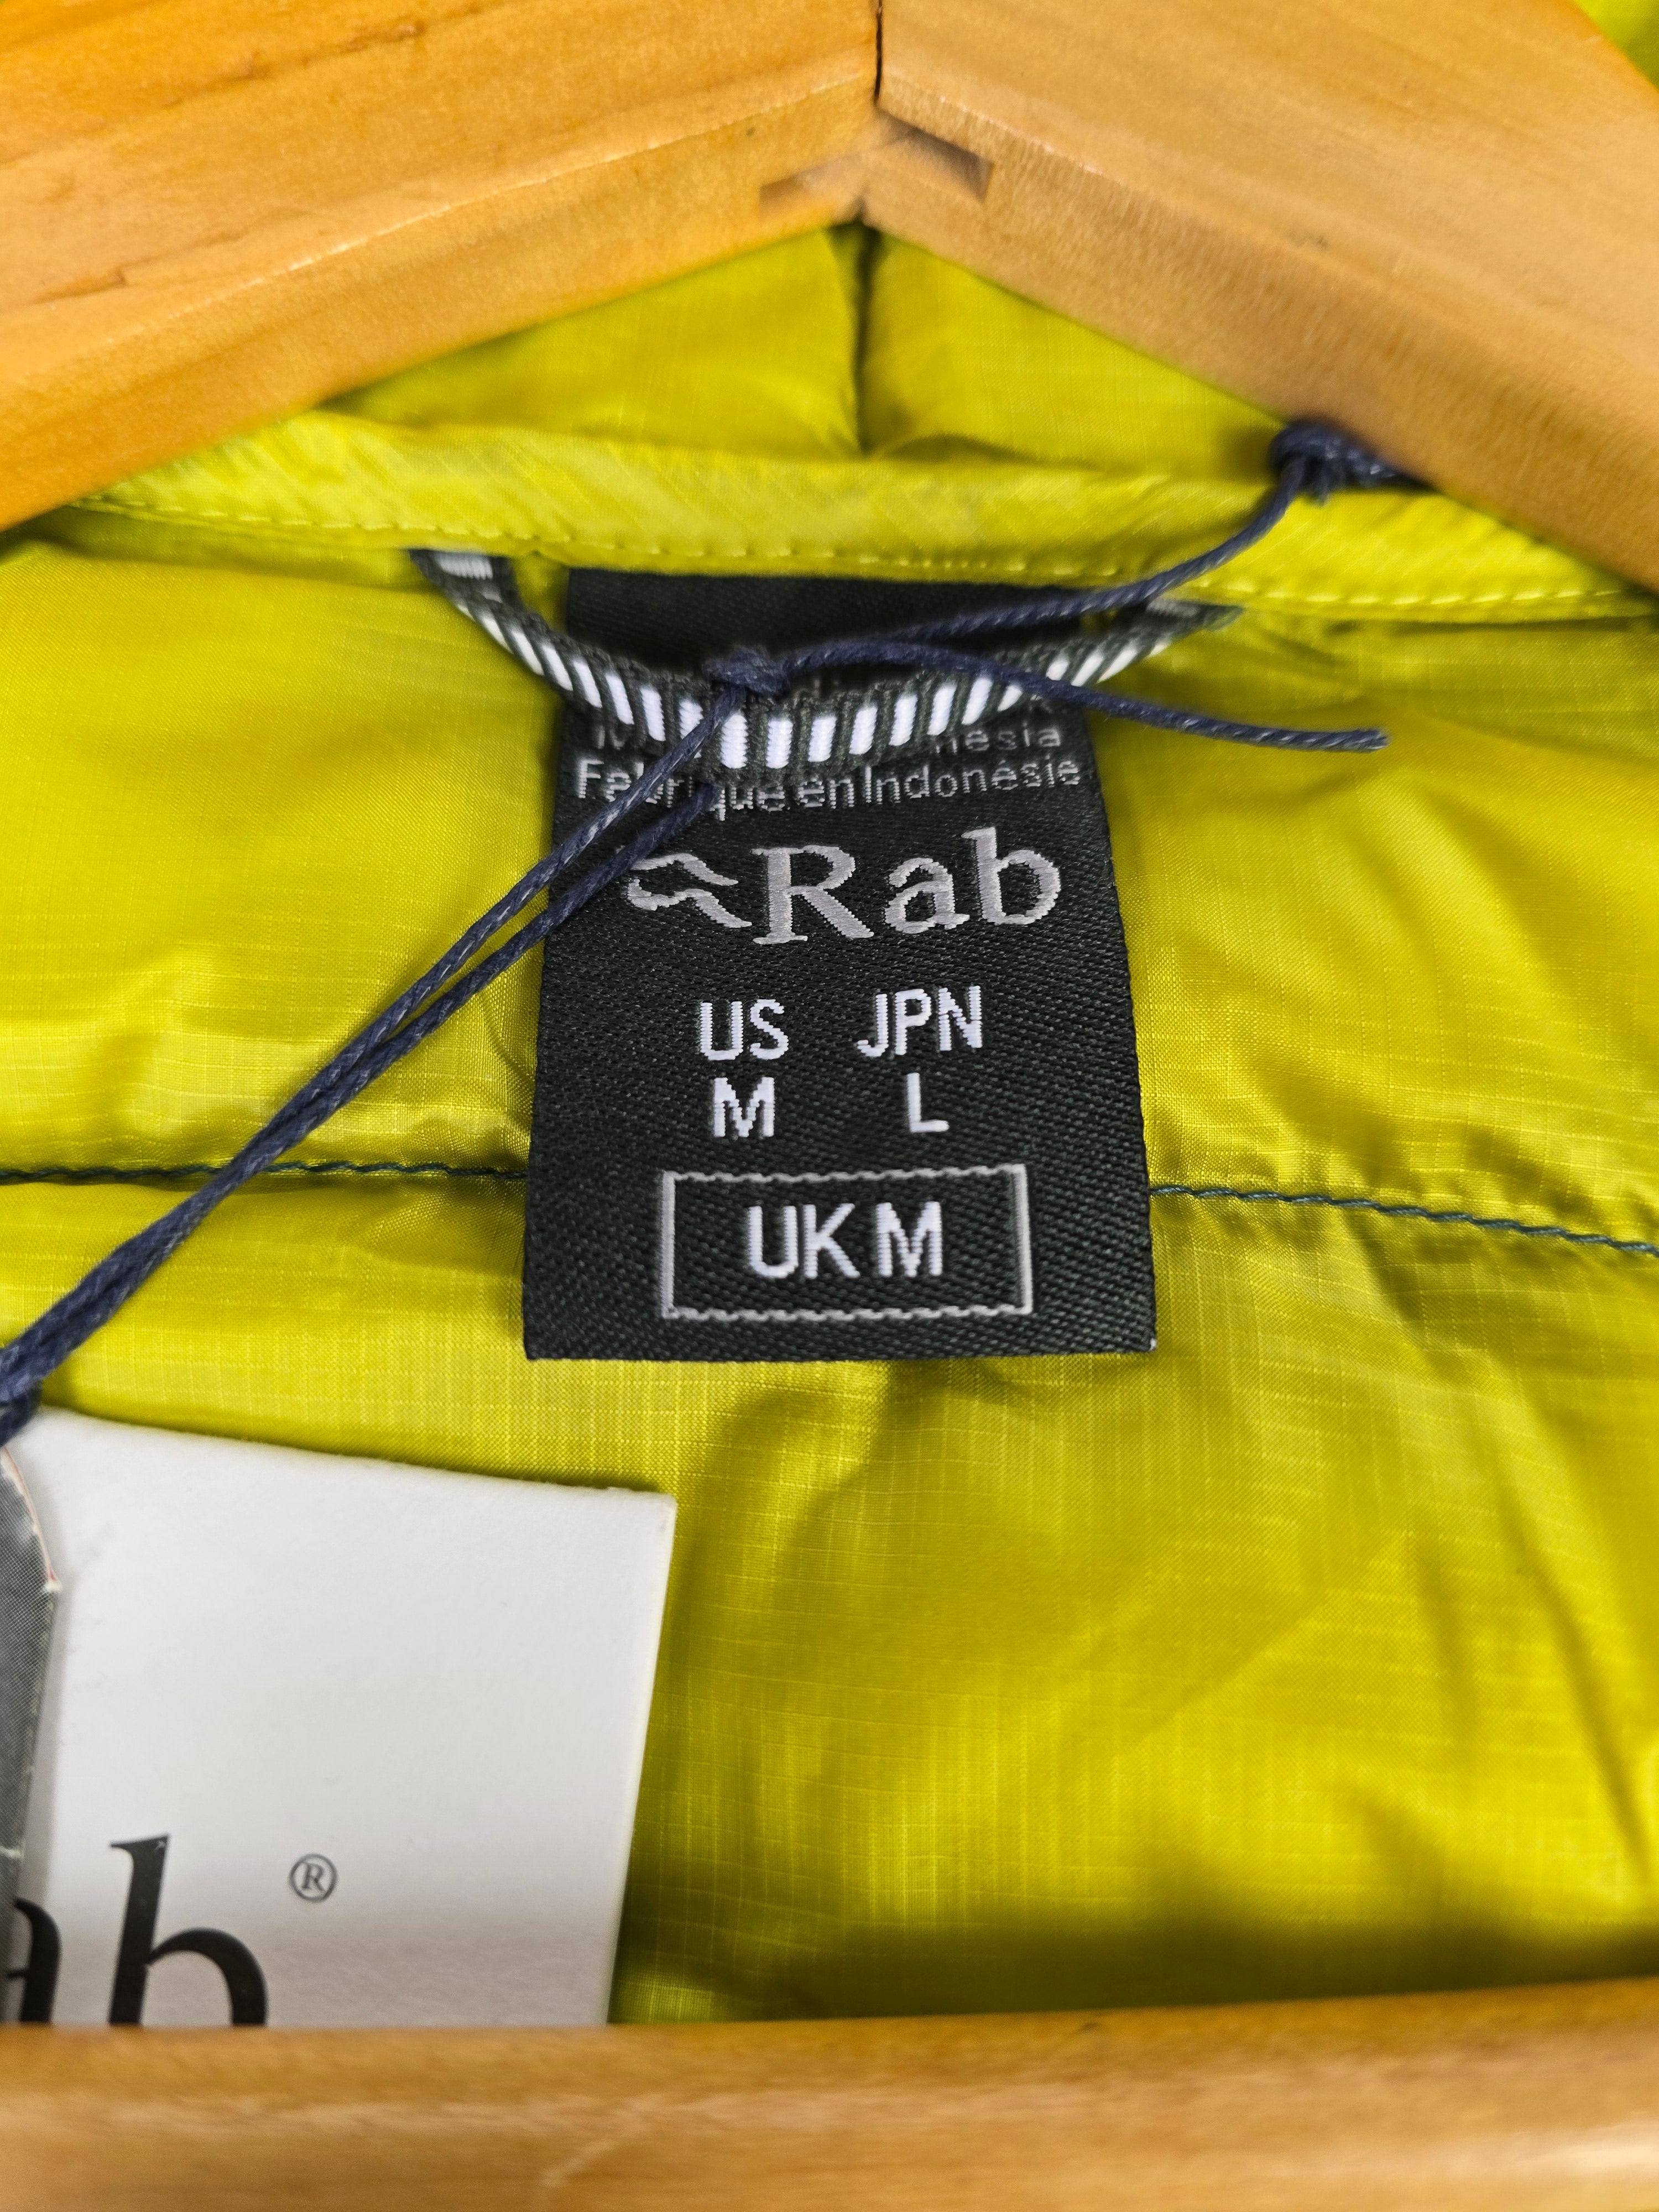 Fabriqué en Indonésie
Rab
US JPN
M L
UK M
ab®